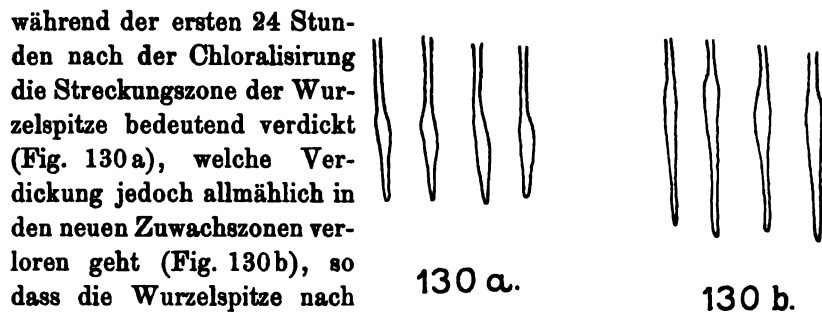 während der ersten 24 Stun-
den nach der Chloralisirung
die Streckungszone der Wur-
zelspitze bedeutend verdickt
(Fig. 130a), welche Ver-
dickung jedoch allmählich in
den neuen Zuwachszonen ver-
loren geht (Fig. 130b), so
dass die Wurzelspitze nach
130 a.
130 b.